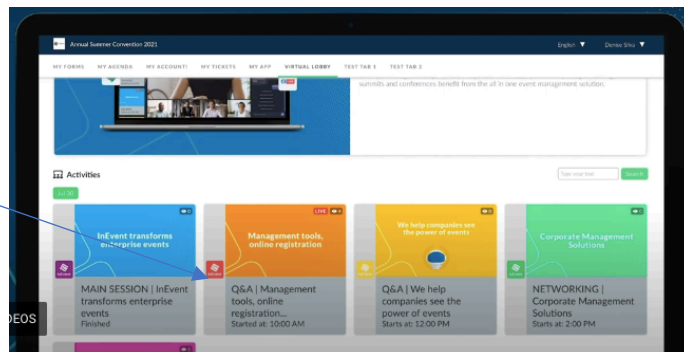 Annual Summer Convention 2021
English ▼
Denise Silva ▼
MY FORMS
MY AGENDA
MY ACCOUNT!
MY TICKETS
MY APP
VIRTUAL LOBBY
TEST TAB 1
TEST TAB 2
summits and conferences benefit from the all in one event management solution.
Activities
Type your text
Search
Jul 30
InEvent transforms
enterprise events
MAIN SESSION | InEvent
transforms enterprise
events
Finished
LIVE
Management tools,
online registration
Q&A | Management
tools, online
registration...
Started at: 10:00 AM
We help companies see
the power of events
Q&A | We help
companies see the
power of events
Starts at: 12:00 PM
Corporate Management
Solutions
NETWORKING |
Corporate Management
Solutions
Starts at: 2:00 PM
DEOS